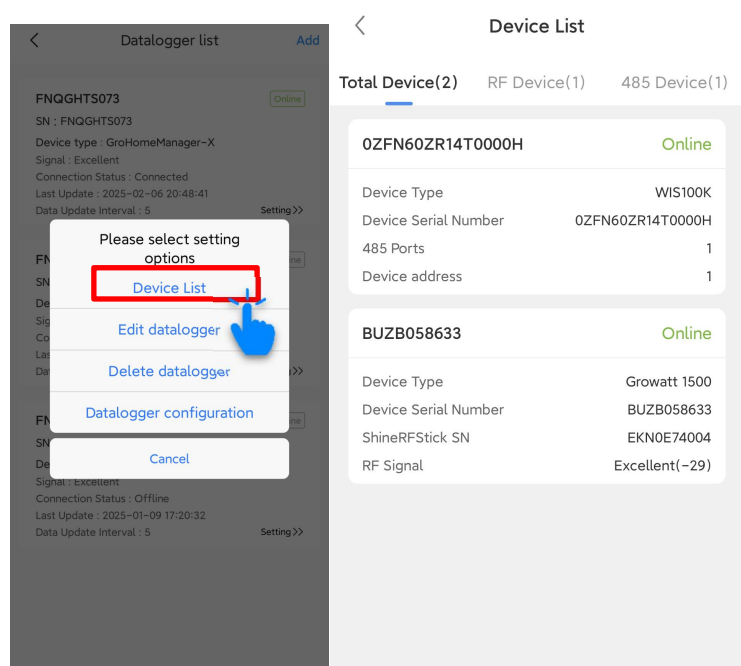 Datalogger list
Add
FNQGHTS073
Online
SN : FNQGHTS073
Device type : GroHomeManager-X
Signal : Excellent
Connection Status : Connected
Last Update : 2025-02-06 20:48:41
Data Update Interval : 5
Setting>>
Please select setting
options
Device List
Edit datalogger
Delete datalogger
Datalogger configuration
Cancel
Signal : Excellent
Connection Status : Offline
Last Update : 2025-01-09 17:20:32
Data Update Interval : 5
Setting>>
Device List
Total Device(2)
RF Device(1)
485 Device(1)
0ZFN60ZR14T0000H
Online
Device Type
WIS100K
Device Serial Number
0ZFN60ZR14T0000H
485 Ports
1
Device address
1
BUZB058633
Online
Device Type
Growatt 1500
Device Serial Number
BUZB058633
ShineRFStick SN
EKN0E74004
RF Signal
Excellent(-29)